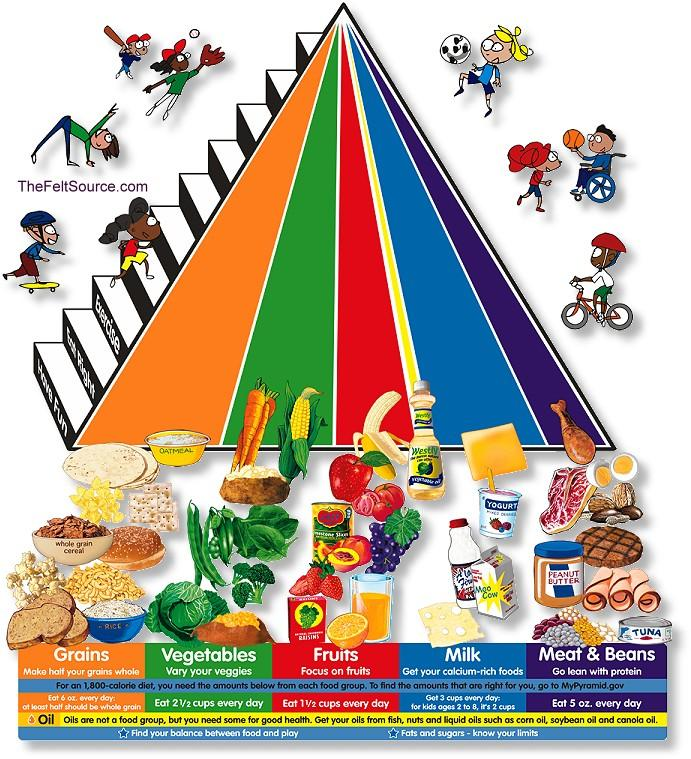 TheFeltSource.com
Exercise
Eat Right
Have Fun
OATMEAL
Westly
Westly
vegetable oil
YOGURT
MIXED BERRIES
whole grain
cereal
PEANUT
BUTTER
Moo
Cow
RICE
RAISINS
TUNA
Grains
Make half your grains whole
Vegetables
Vary your veggies
Fruits
Focus on fruits
Milk
Get your calcium-rich foods
Meat & Beans
Go lean with protein
For an 1,800-calorie diet, you need the amounts below from each food group. To find the amounts that are right for you, go to MyPyramid.gov
Eat 6 oz. every day:
at least half should be whole grain
Eat 2 1/2 cups every day
Eat 1 1/2 cups every day
Get 3 cups every day:
for kids ages 2 to 8, it's 2 cups
Eat 5 oz. every day
Oil
Oils are not a food group, but you need some for good health. Get your oils from fish, nuts and liquid oils such as corn oil, soybean oil and canola oil.
Find your balance between food and play
Fats and sugars - know your limits